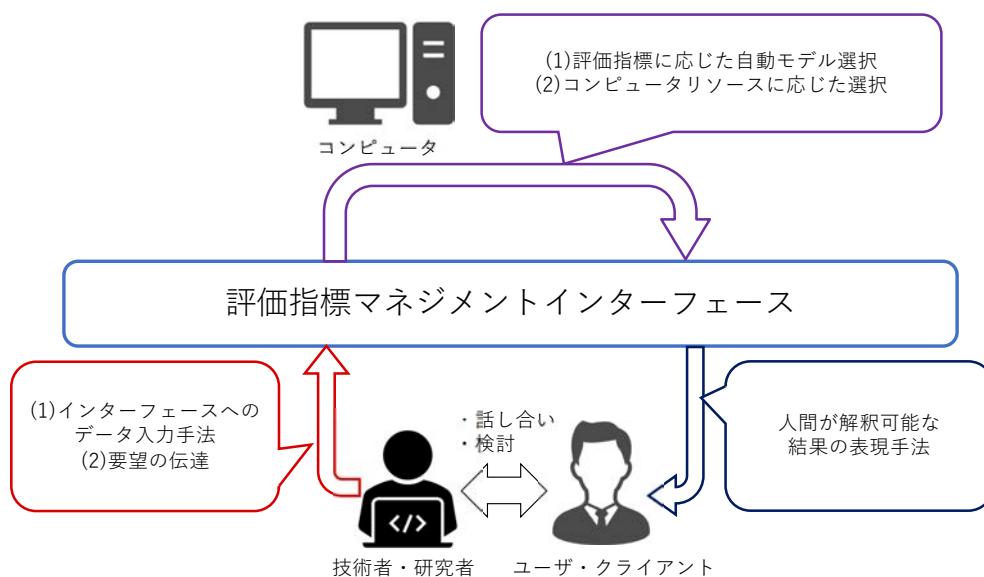 (1)評価指標に応じた自動モデル選択
(2)コンピュータリソースに応じた選択
コンピュータ
評価指標マネジメントインターフェース
(1)インターフェースへの
データ入力手法
(2)要望の伝達
・話し合い
・検討
人間が解釈可能な
結果の表現手法
</>
技術者・研究者
ユーザ・クライアント